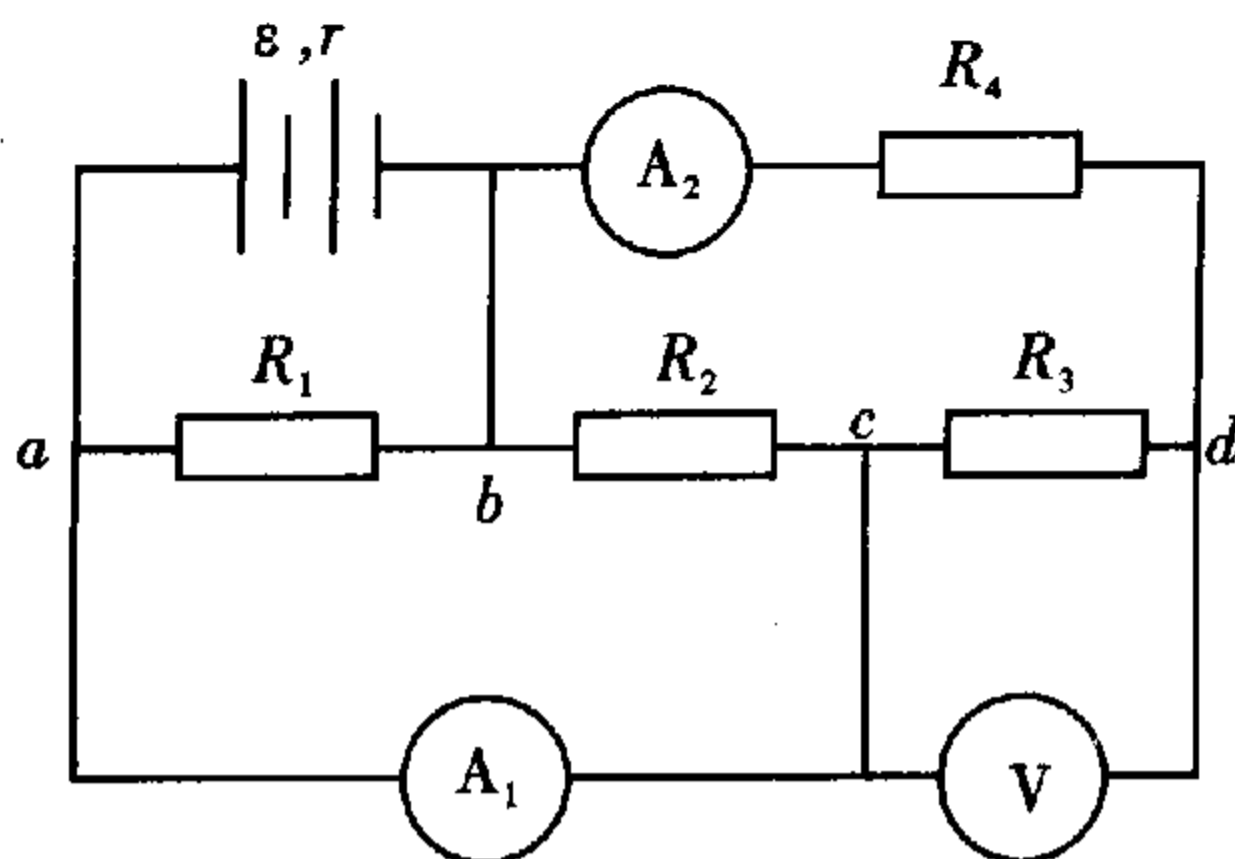 ε ,r
A₂ R₄
R₁ R₂ R₃
a b c d
A₁ V